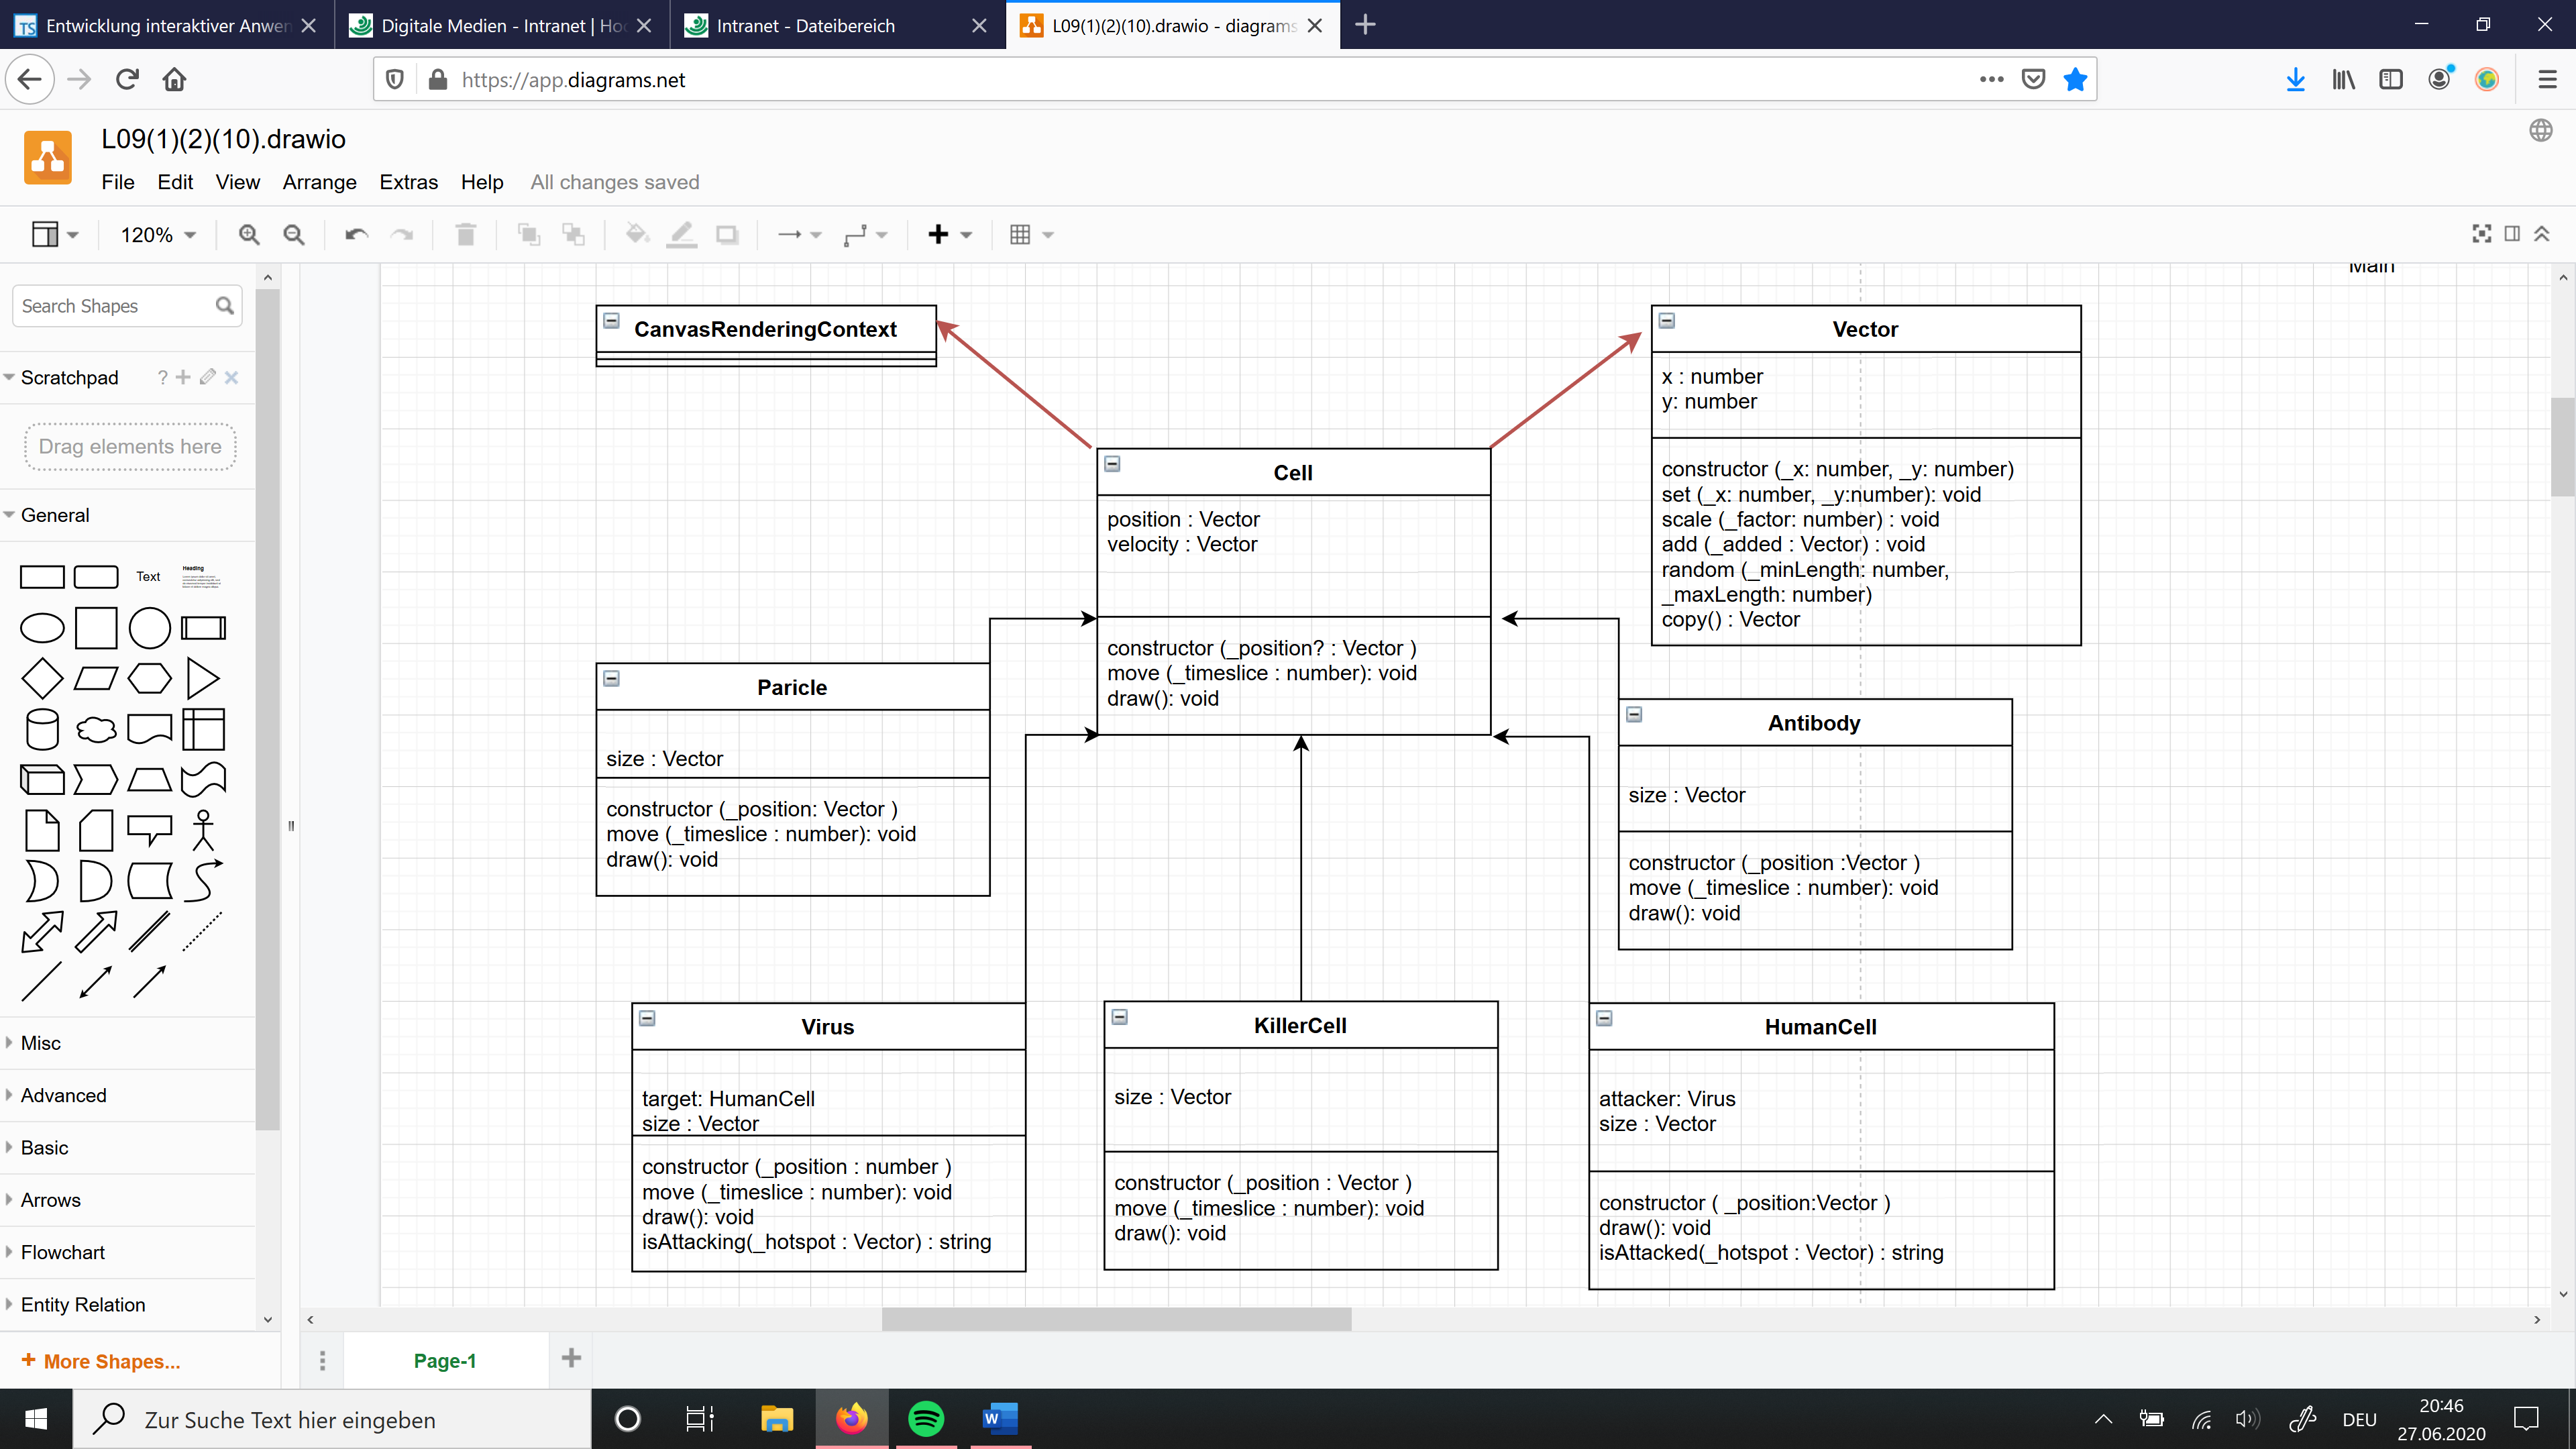 Entwicklung interaktiver Anwen
Digitale Medien - Intranet | Hoc
Intranet - Dateibereich
L09(1)(2)(10).drawio - diagrams
https://app.diagrams.net
L09(1)(2)(10).drawio
File Edit View Arrange Extras Help All changes saved
120%
Search Shapes
Scratchpad
?
Drag elements here
General
Text
Heading
Misc
Advanced
Basic
Arrows
Flowchart
Entity Relation
+ More Shapes...
Main
CanvasRenderingContext
Vector
x : number
y: number
constructor (_x: number, _y: number)
set (_x: number, _y:number): void
scale (_factor: number) : void
add (_added : Vector) : void
random (_minLength: number,
_maxLength: number)
copy() : Vector
Cell
position : Vector
velocity : Vector
constructor (_position? : Vector )
move (_timeslice : number): void
draw(): void
Paricle
size : Vector
constructor (_position: Vector )
move (_timeslice : number): void
draw(): void
Antibody
size : Vector
constructor (_position :Vector )
move (_timeslice : number): void
draw(): void
Virus
target: HumanCell
size : Vector
constructor (_position : number )
move (_timeslice : number): void
draw(): void
isAttacking(_hotspot : Vector) : string
KillerCell
size : Vector
constructor (_position : Vector )
move (_timeslice : number): void
draw(): void
HumanCell
attacker: Virus
size : Vector
constructor ( _position:Vector )
draw(): void
isAttacked(_hotspot : Vector) : string
Page-1
Zur Suche Text hier eingeben
DEU
20:46
27.06.2020